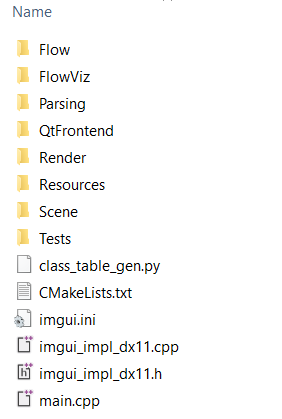 Name
Flow
FlowViz
Parsing
QtFrontend
Render
Resources
Scene
Tests
class_table_gen.py
CMakeLists.txt
imgui.ini
imgui_impl_dx11.cpp
imgui_impl_dx11.h
main.cpp